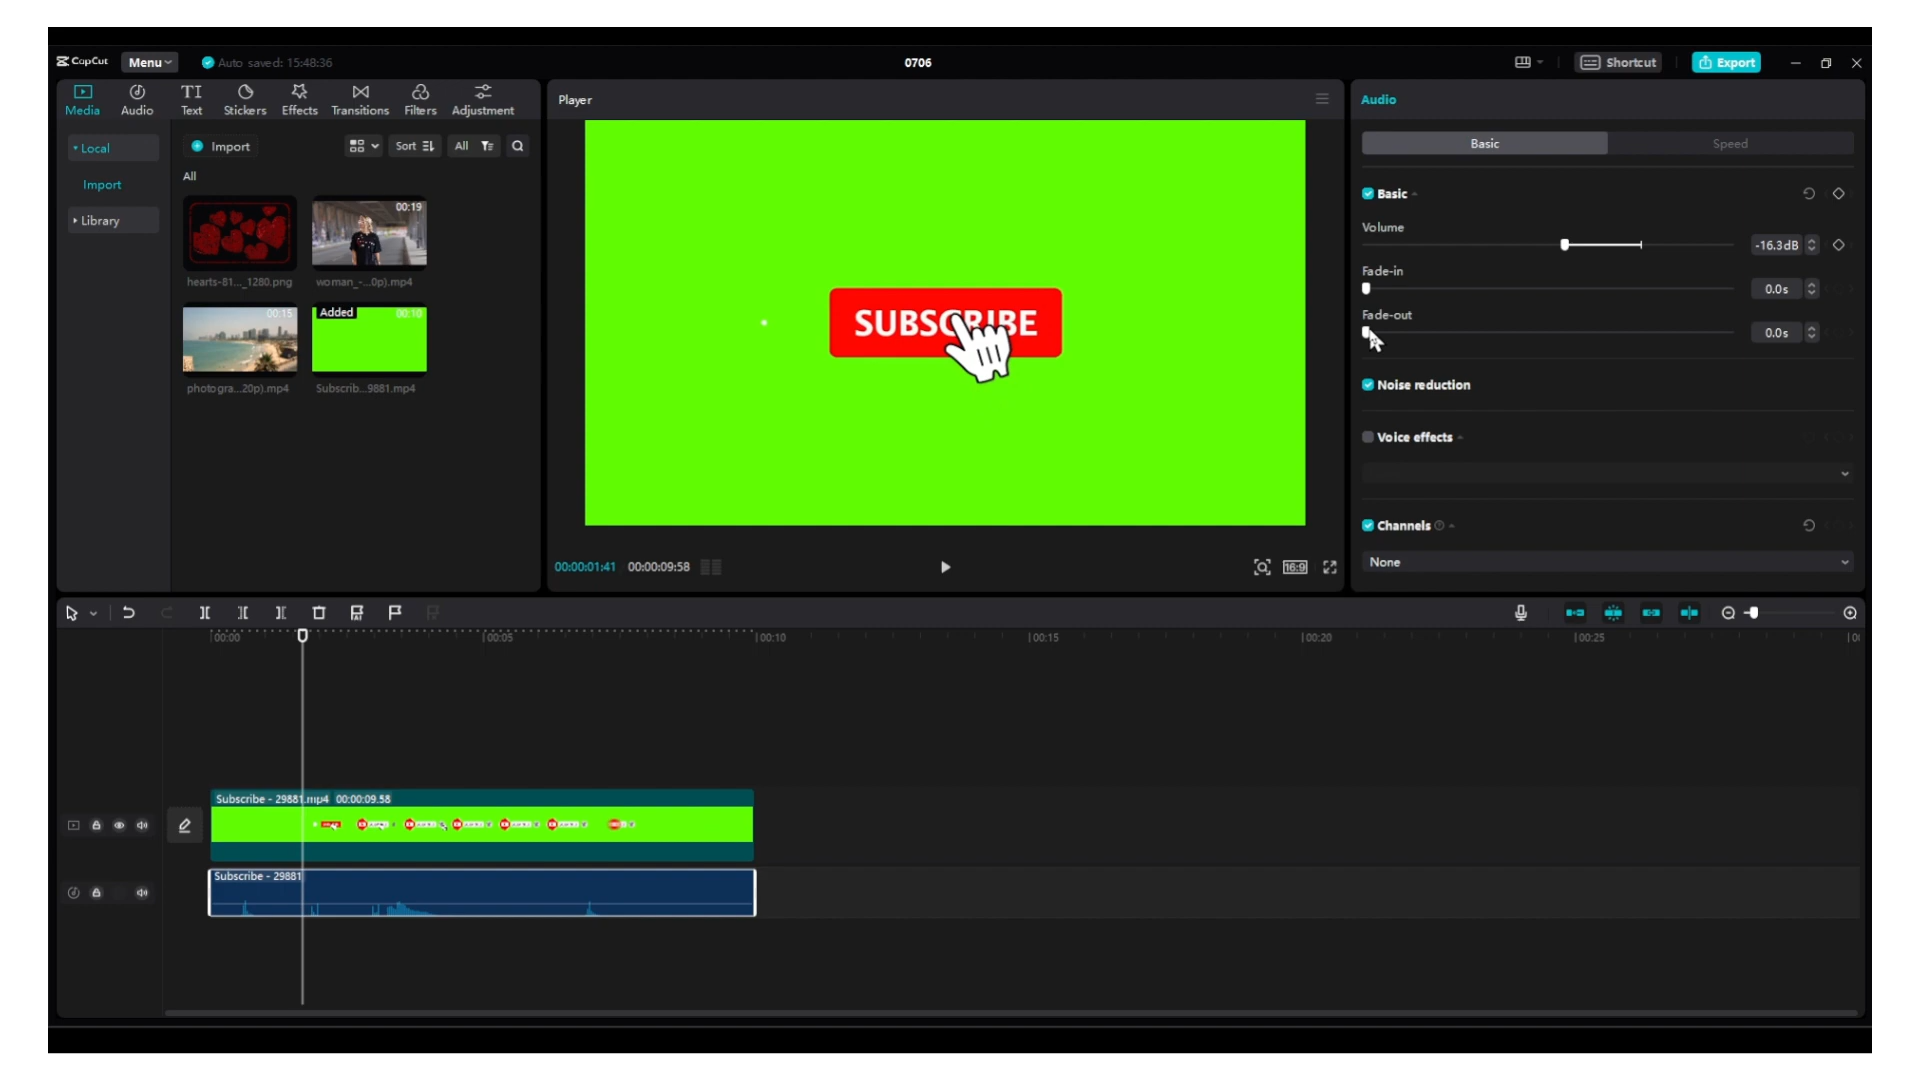 CapCut Menu Auto saved: 15:48:36 0706 Shortcut Export
Media Audio Text Stickers Effects Transitions Filters Adjustment
TI
Player
Audio
Local
Import
Library
Import Sort All
All
00:19
hearts-81..._1280.png woman_-...0p).mp4
00:15 Added 00:10
photogra...20p).mp4 Subscrib...9881.mp4
SUBSCRIBE
00:00:01:41 00:00:09:58 16:9
Basic Speed
Basic
Volume
-16.3dB
Fade-in
0.0s
Fade-out
0.0s
Noise reduction
Voice effects
Channels
None
00:00 00:05 00:10 00:15 00:20 00:25
Subscribe - 29881.mp4 00:00:09:58
Subscribe - 29881